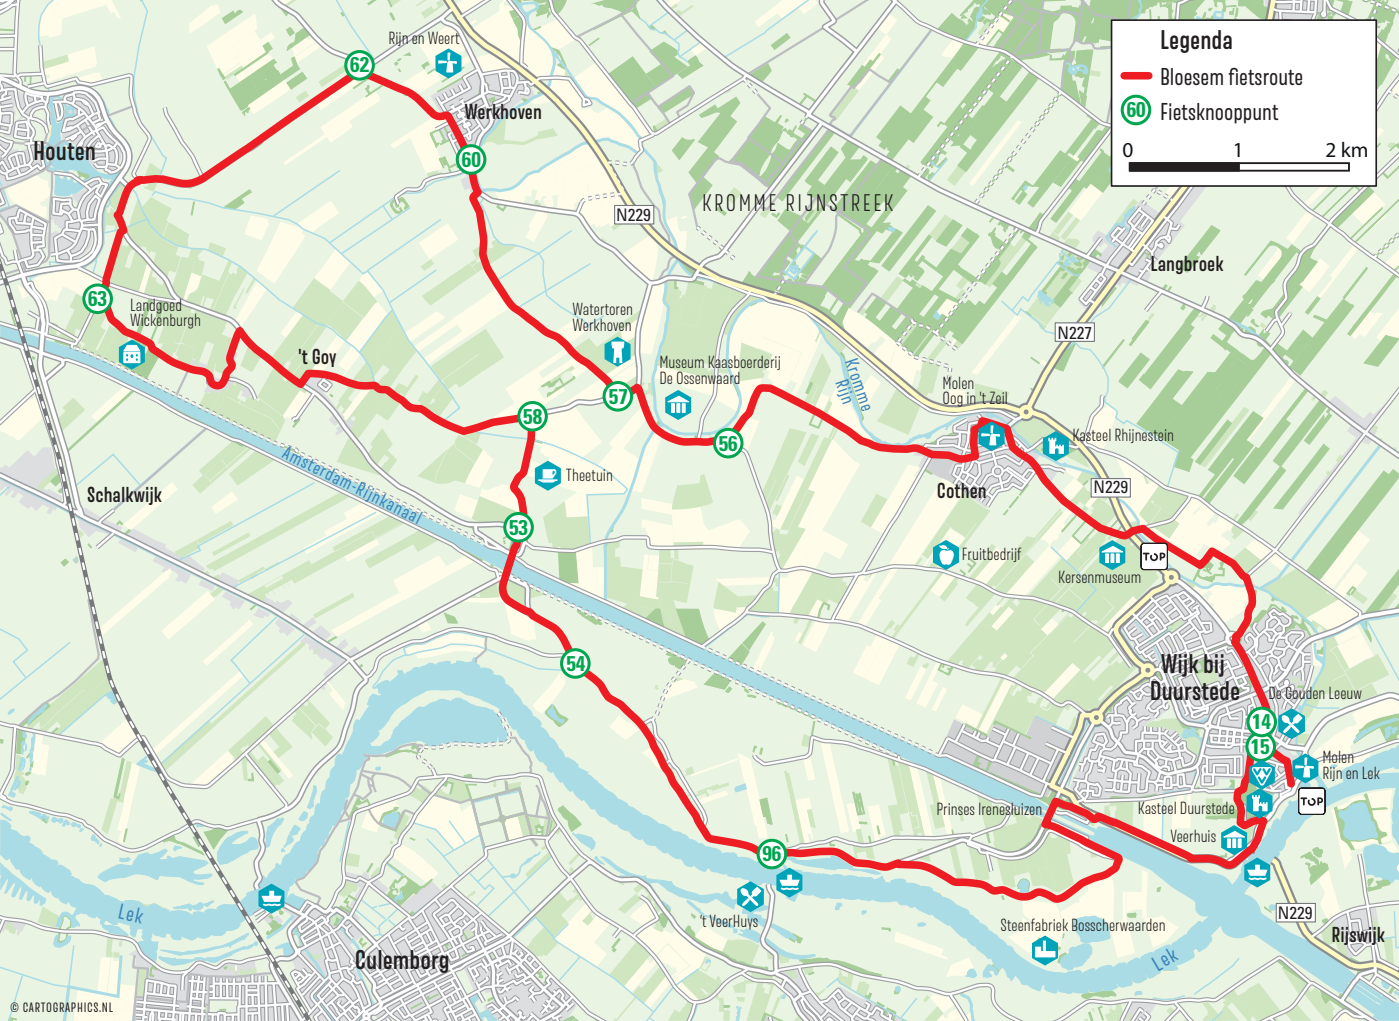 Legenda
Bloesem fietsroute
60
Fietsknooppunt
0 1 2 km
Rijn en Weert
62
Werkhoven
Houten
60
KROMME RIJNSTREEK
N229
Langbroek
63
Landgoed
Wickenburgh
Watertoren
Werkhoven
N227
't Goy
Museum Kaasboerderij
De Ossenwaard
Kromme
Rijn
Molen
Oog in 't Zeil
57
58
56
Kasteel Rhijnestein
Theetuin
Amsterdam-Rijnkanaal
Schalkwijk
Cothen
N229
53
Fruitbedrijf
TOP
Kersenmuseum
54
Wijk bij
Duurstede
De Gouden Leeuw
14
15
Molen
Rijn en Lek
TOP
Prinses Irenesluizen
Kasteel Duurstede
Veerhuis
96
't VeerHuys
Lek
Steenfabriek Bosscherwaarden
N229
Rijswijk
Lek
Culemborg
© CARTOGRAPHICS.NL